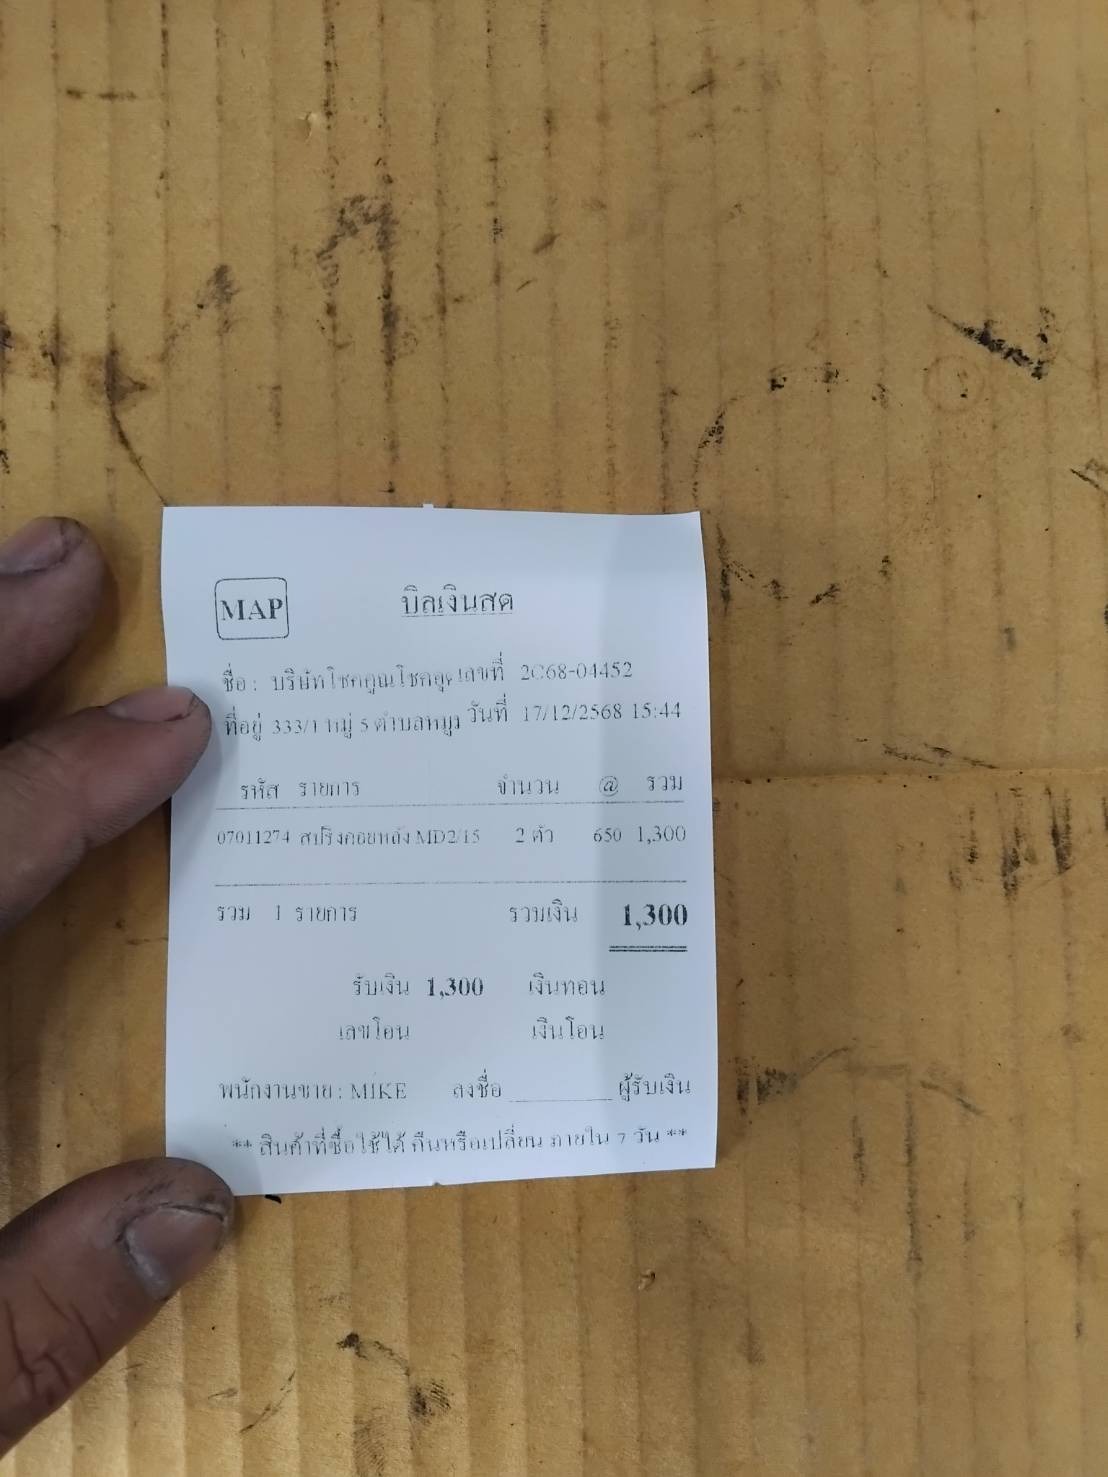 MAP
บิลเงินสด
ชื่อ : บริษัทโชคคูณโชคคูณ เลขที่ 2C68-04452
ที่อยู่ 333/1 หมู่ 5 ตำบลหมูม วันที่ 17/12/2568 15:44
รหัส รายการ จำนวน @ รวม
07011274 สปริงคอยหลัง MD2/15 2 ตัว 650 1,300
รวม 1 รายการ รวมเงิน 1,300
รับเงิน 1,300 เงินทอน
เลขโอน เงินโอน
พนักงานขาย : MIKE ลงชื่อ ผู้รับเงิน
** สินค้าที่ซื้อใช้ได้ คืนหรือเปลี่ยน ภายใน 7 วัน **